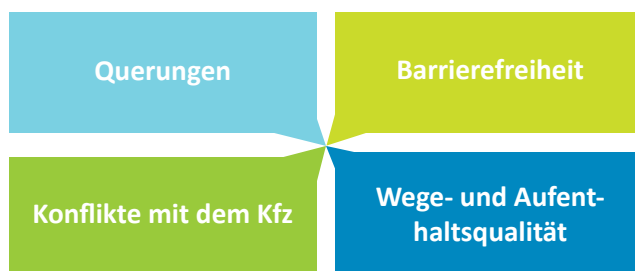 Querungen
Barrierefreiheit
Konflikte mit dem Kfz
Wege- und Aufent-
haltsqualität